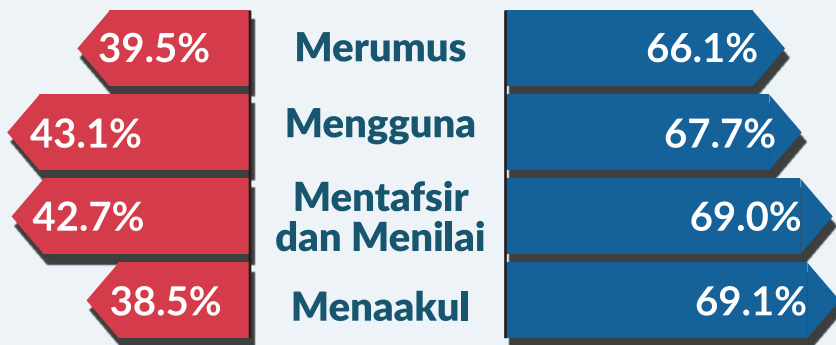 39.5% Merumus 66.1%
43.1% Mengguna 67.7%
42.7% Mentafsir dan Menilai 69.0%
38.5% Menaakul 69.1%